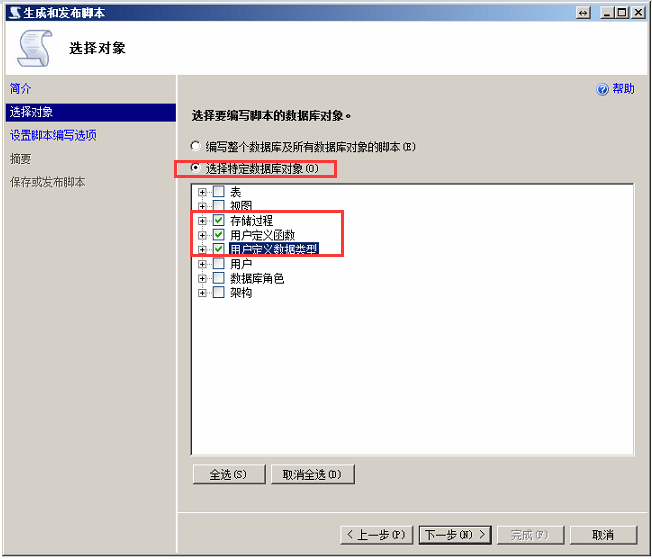 生成和发布脚本
选择对象
简介
选择对象
设置脚本编写选项
摘要
保存或发布脚本
帮助
选择要编写脚本的数据库对象。
编写整个数据库及所有数据库对象的脚本(E)
选择特定数据库对象(O)
表
视图
存储过程
用户定义函数
用户定义数据类型
用户
数据库角色
架构
全选(S)
取消全选(D)
< 上一步(P)
下一步(N) >
完成(F)
取消